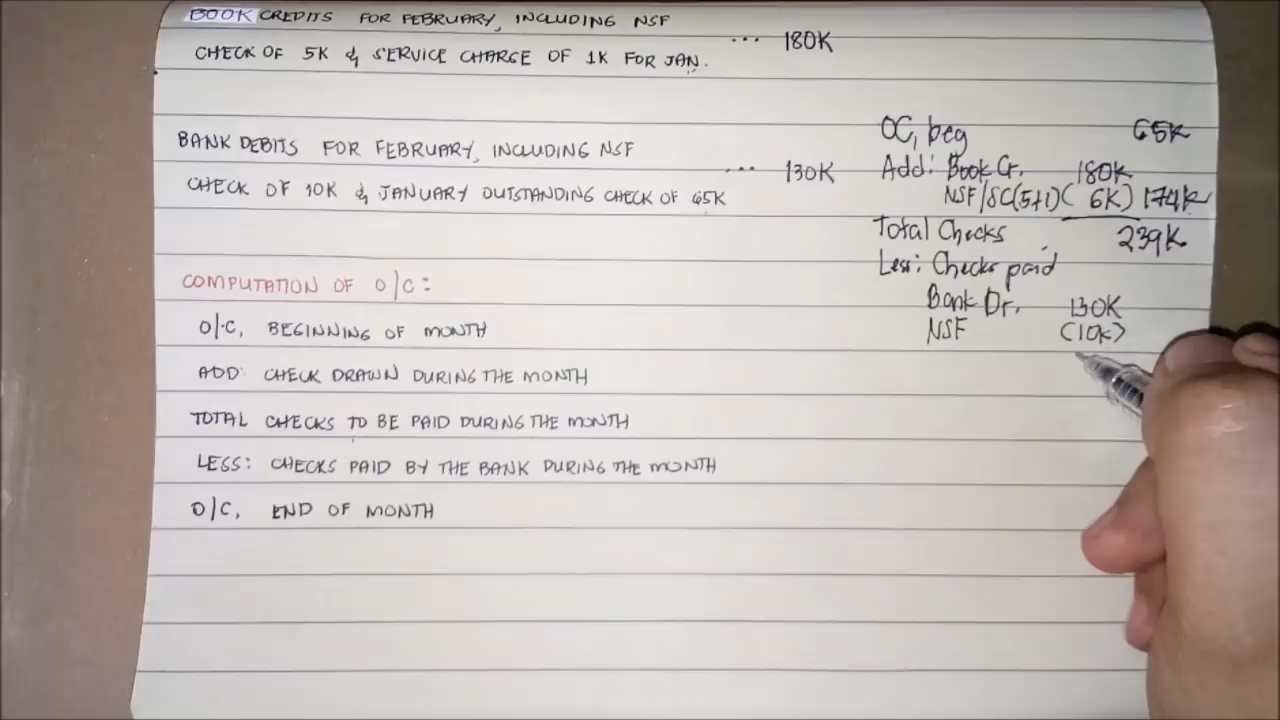 BOOK CREDITS FOR FEBRUARY, INCLUDING NSF
CHECK OF 5K & SERVICE CHARGE OF 1K FOR JAN.
... 180K
BANK DEBITS FOR FEBRUARY, INCLUDING NSF
CHECK OF 10K & JANUARY OUTSTANDING CHECK OF 65K
... 130K
COMPUTATION OF O/C:
O/C, BEGINNING OF MONTH
ADD: CHECK DRAWN DURING THE MONTH
TOTAL CHECKS TO BE PAID DURING THE MONTH
LESS: CHECKS PAID BY THE BANK DURING THE MONTH
O/C, END OF MONTH
OC, beg 65K
Add: Book Cr. 180K
NSF/SC(5+1) (6K) 174K
Total Checks 239K
Less: Checks paid
Bank Dr. 130K
NSF (10K)